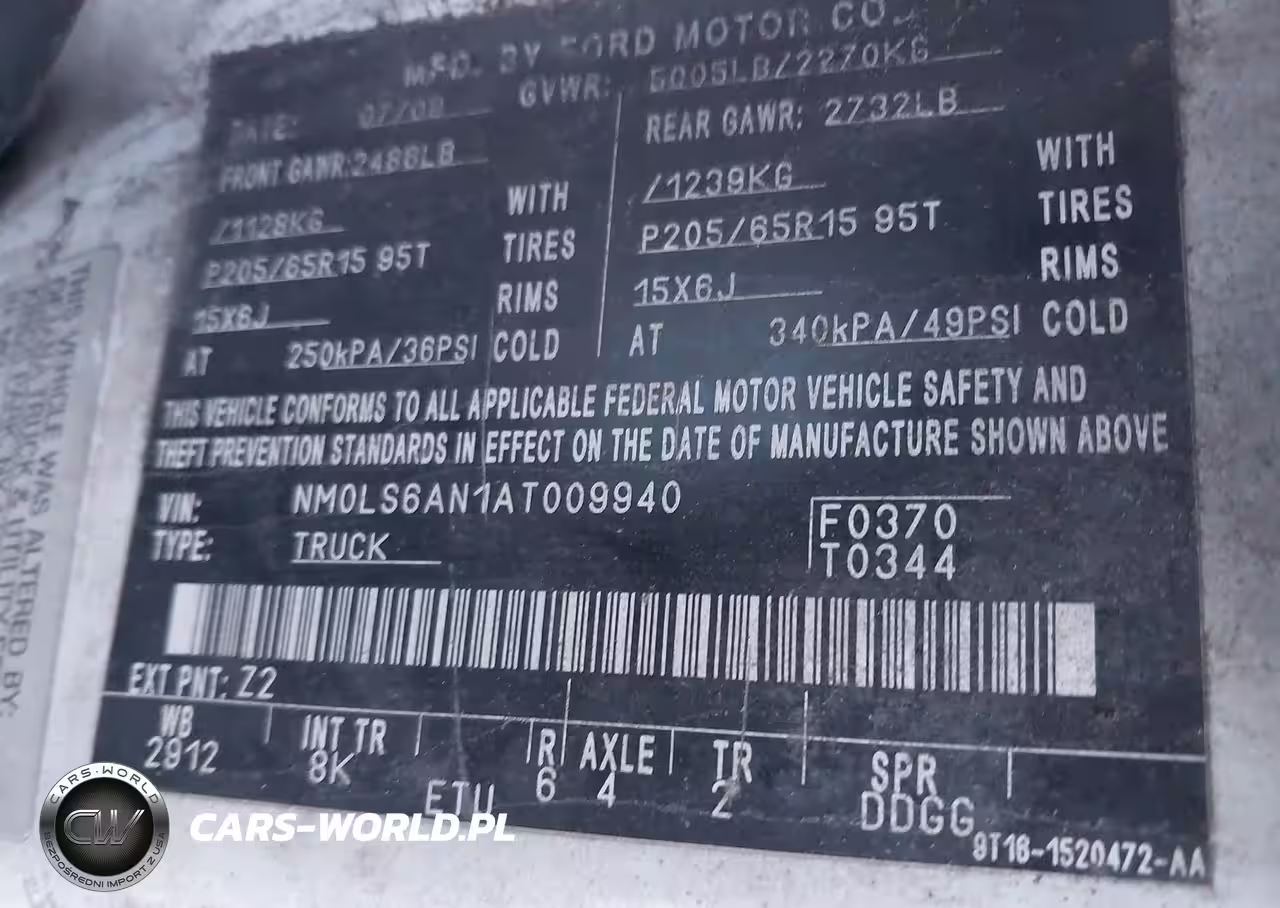 MFD. BY FORD MOTOR CO.
DATE: 07/09 GVWR: 5005LB/2270KG
FRONT GAWR:2488LB REAR GAWR: 2732LB
/1128KG WITH /1239KG WITH
P205/65R15 95T TIRES P205/65R15 95T TIRES
15X6J RIMS 15X6J RIMS
AT 250kPA/36PSI COLD AT 340kPA/49PSI COLD
THIS VEHICLE CONFORMS TO ALL APPLICABLE FEDERAL MOTOR VEHICLE SAFETY AND
THEFT PREVENTION STANDARDS IN EFFECT ON THE DATE OF MANUFACTURE SHOWN ABOVE
VIN: NM0LS6AN1AT009940
TYPE: TRUCK
F0370
T0344
EXT PNT: Z2
WB INT TR R AXLE TR SPR
2912 8K ETU 6 4 2 DDGG
9T16-1520472-AA
THIS VEHICLE WAS ALTERED BY:
CARS-WORLD
CW
BEZPOŚREDNI IMPORT Z USA
CARS-WORLD.PL